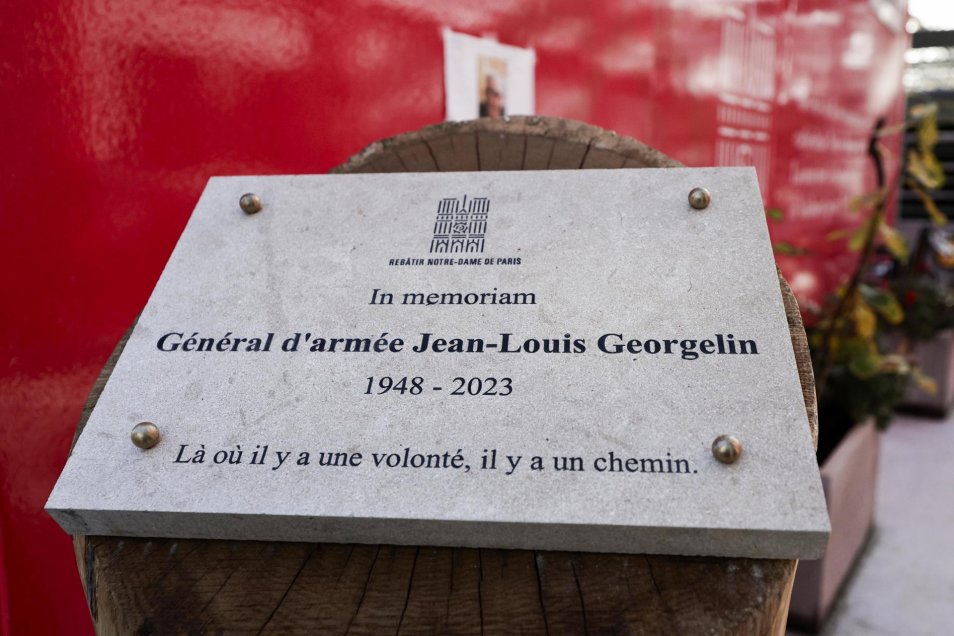 REBÂTIR NOTRE-DAME DE PARIS
In memoriam
Général d'armée Jean-Louis Georgelin
1948 - 2023
Là où il y a une volonté, il y a un chemin.